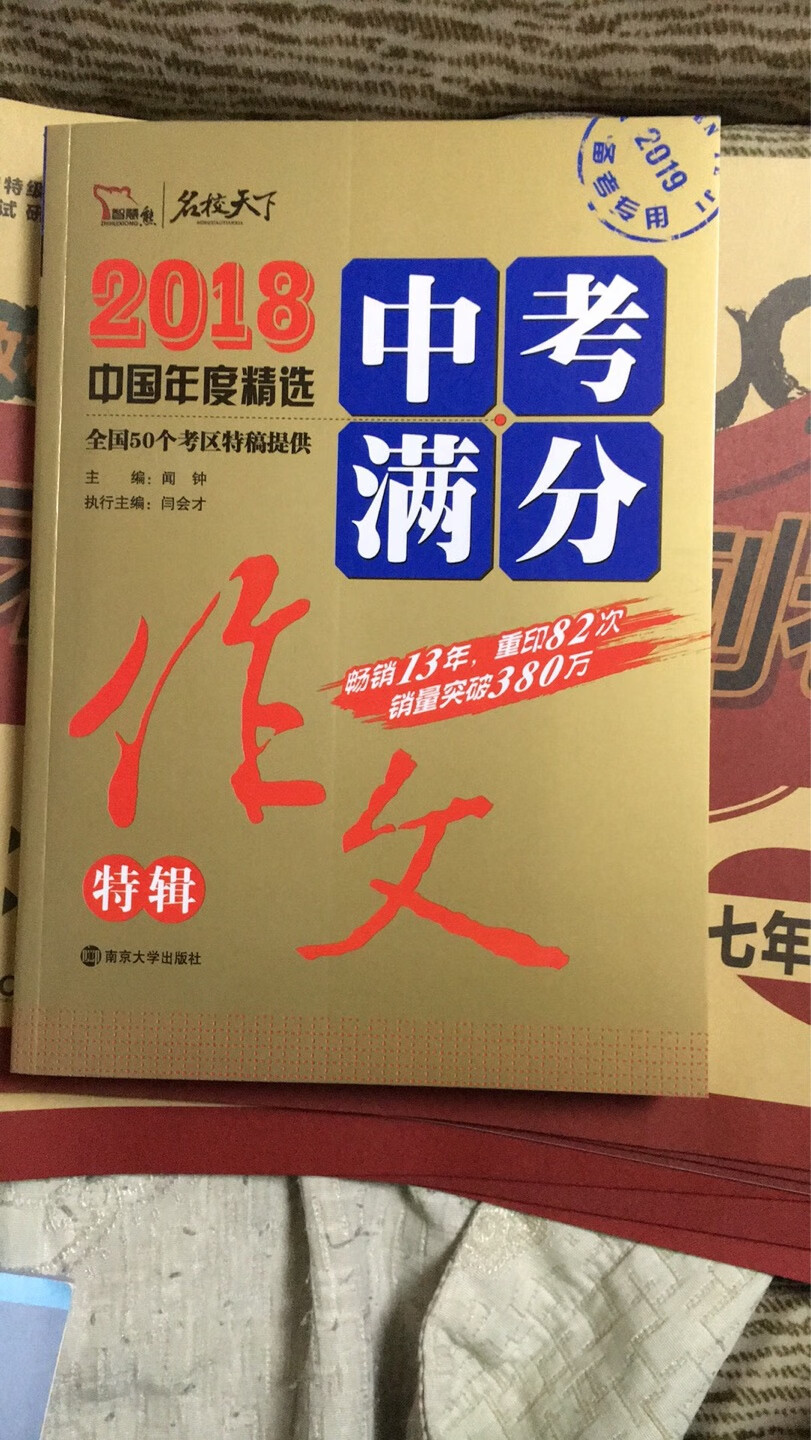 特级
试 研
2019
备考专用
智慧熊
名校天下
2018
中国年度精选
全国50个考区特稿提供
主 编：闻 钟
执行主编：闫会才
中考
满分
畅销13年，重印82次
销量突破380万
作文
特辑
南京大学出版社
七年